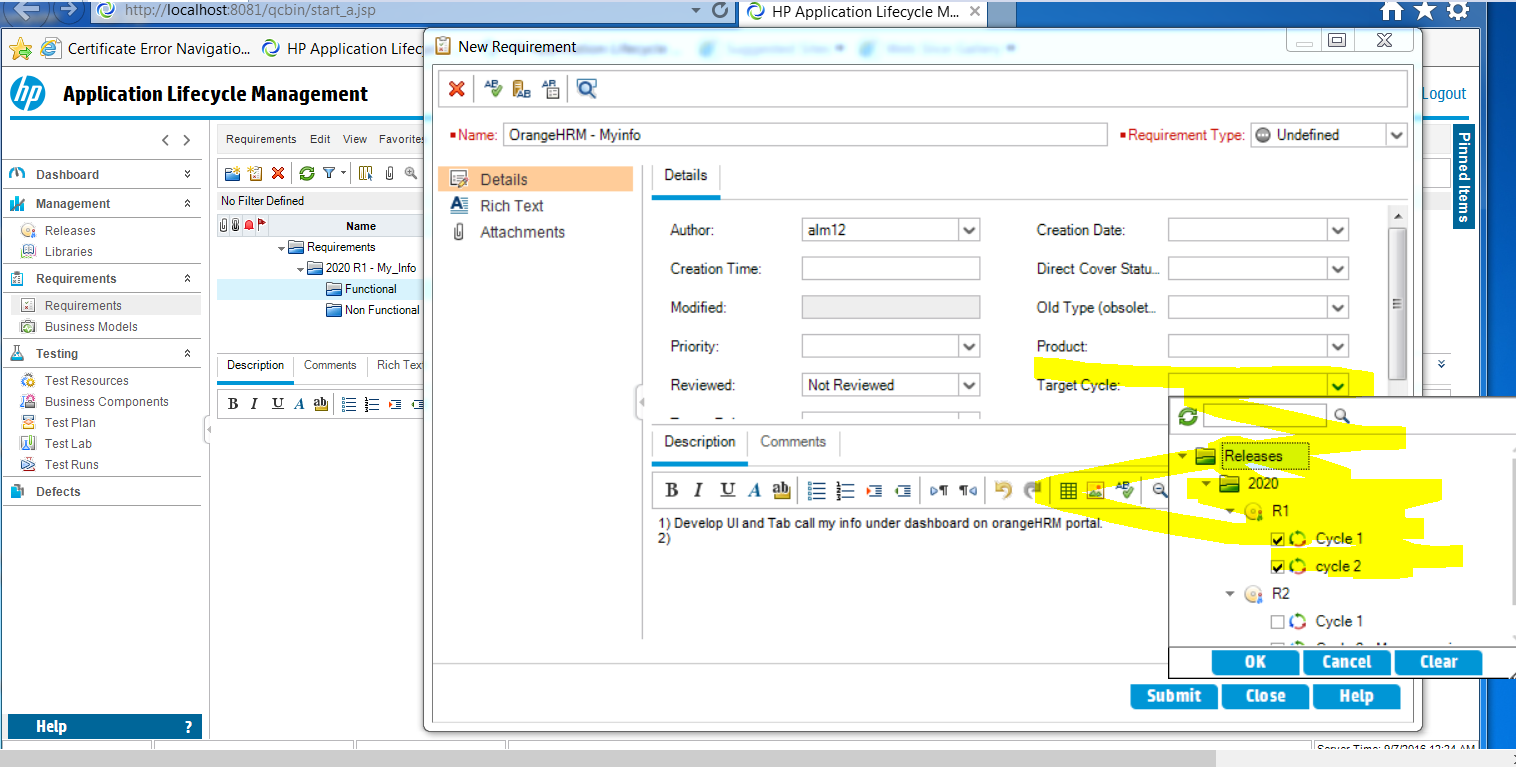 http://localhost:8081/qcbin/start_a.jsp
HP Application Lifecycle M...
Certificate Error Navigatio...
HP Application Lifec
New Requirement
hp
Application Lifecycle Management
Logout
Pinned Items
Name:
OrangeHRM - Myinfo
Requirement Type:
Undefined
Requirements Edit View Favorite
No Filter Defined
Name
Requirements
2020 R1 - My_Info
Functional
Non Functional
Description Comments Rich Tex
B I U A ab
Dashboard
Management
Releases
Libraries
Requirements
Requirements
Business Models
Testing
Test Resources
Business Components
Test Plan
Test Lab
Test Runs
Defects
Help ?
Details
Rich Text
Attachments
Details
Author:
alm12
Creation Date:
Creation Time:
Direct Cover Statu...
Modified:
Old Type (obsolet...
Priority:
Product:
Reviewed:
Not Reviewed
Target Cycle:
Description Comments
B I U A ab
1) Develop UI and Tab call my info under dashboard on orangeHRM portal.
2)
Releases
2020
R1
Cycle 1
cycle 2
R2
Cycle 1
OK Cancel Clear
Submit Close Help